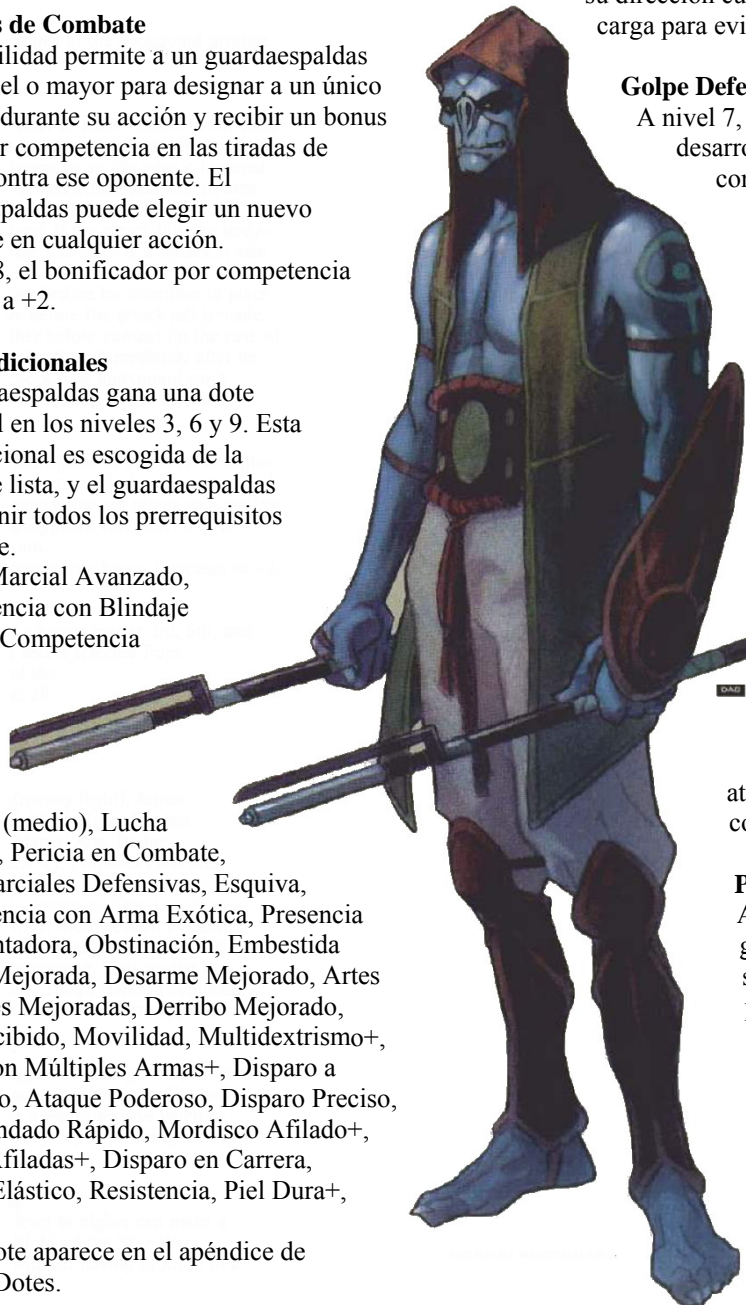 s de Combate
ilidad permite a un guardaespaldas
el o mayor para designar a un único
durante su acción y recibir un bonus
r competencia en las tiradas de
ontra ese oponente. El
spaldas puede elegir un nuevo
e en cualquier acción.
8, el bonificador por competencia
a +2.
dicionales
daespaldas gana una dote
l en los niveles 3, 6 y 9. Esta
cional es escogida de la
e lista, y el guardaespaldas
nir todos los prerrequisitos
e.
Marcial Avanzado,
encia con Blindaje
Competencia
(medio), Lucha
, Pericia en Combate,
arciales Defensivas, Esquiva,
encia con Arma Exótica, Presencia
ntadora, Obstinación, Embestida
Mejorada, Desarme Mejorado, Artes
es Mejoradas, Derribo Mejorado,
cibido, Movilidad, Multidextrismo+,
on Múltiples Armas+, Disparo a
o, Ataque Poderoso, Disparo Preciso,
ndado Rápido, Mordisco Afilado+,
Afiladas+, Disparo en Carrera,
Elástico, Resistencia, Piel Dura+,
ote aparece en el apéndice de
Dotes.
su dirección cu
carga para evi
Golpe Defe
A nivel 7,
desarro
con
DAB
at
co
P
A
g
s